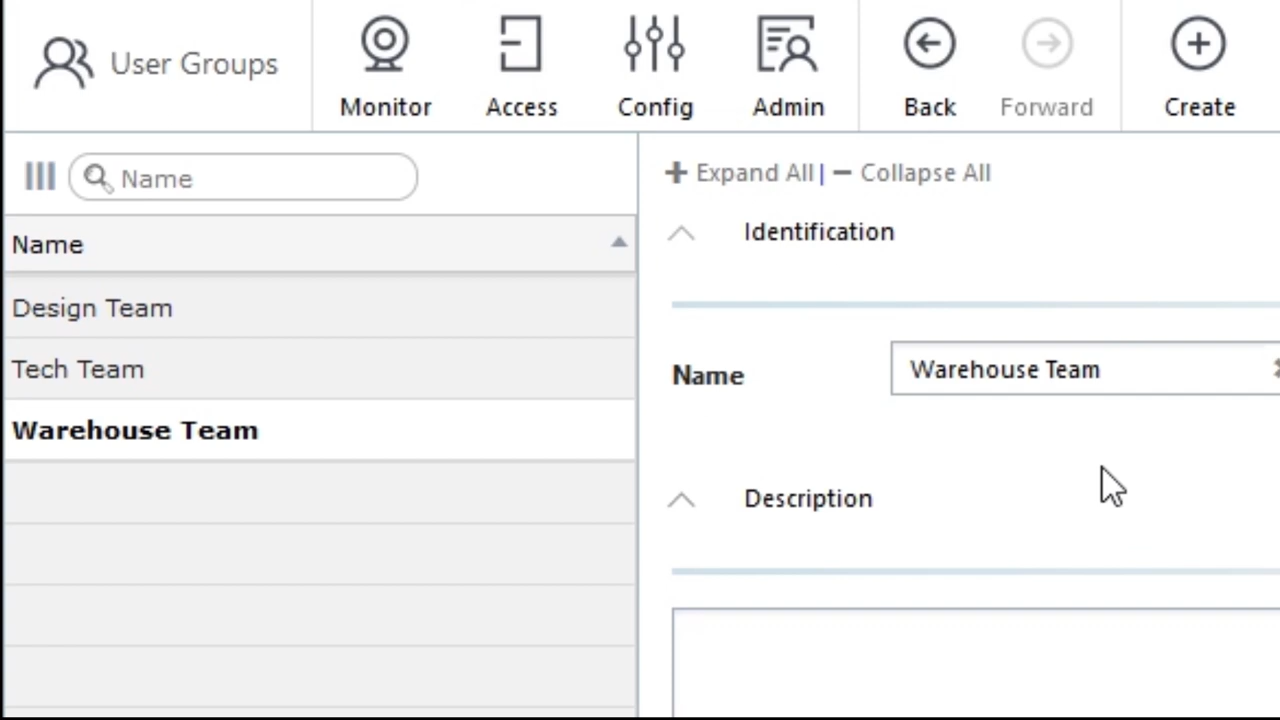 User Groups
Monitor
Access
Config
Admin
Back
Forward
Create
Name
Expand All | Collapse All
Name
Identification
Design Team
Tech Team
Name
Warehouse Team
Warehouse Team
Description